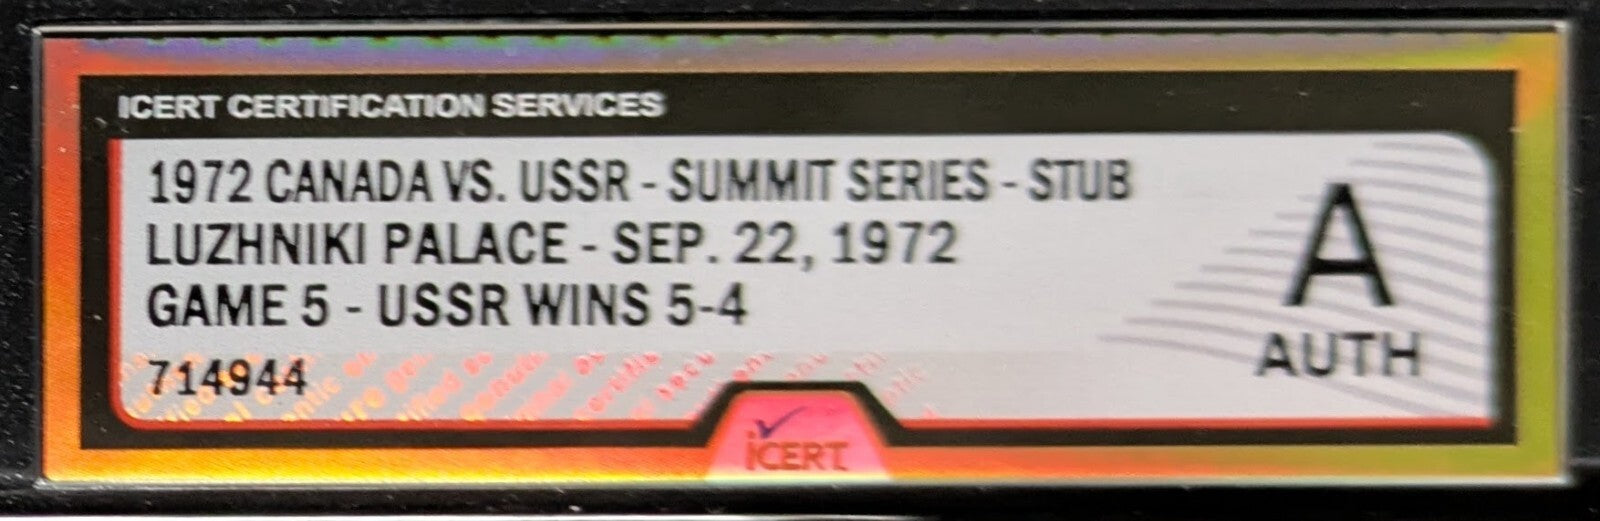 ICERT CERTIFICATION SERVICES
1972 CANADA VS. USSR - SUMMIT SERIES - STUB
LUZHNIKI PALACE - SEP. 22, 1972
GAME 5 - USSR WINS 5-4
714944
A
AUTH
iCERT